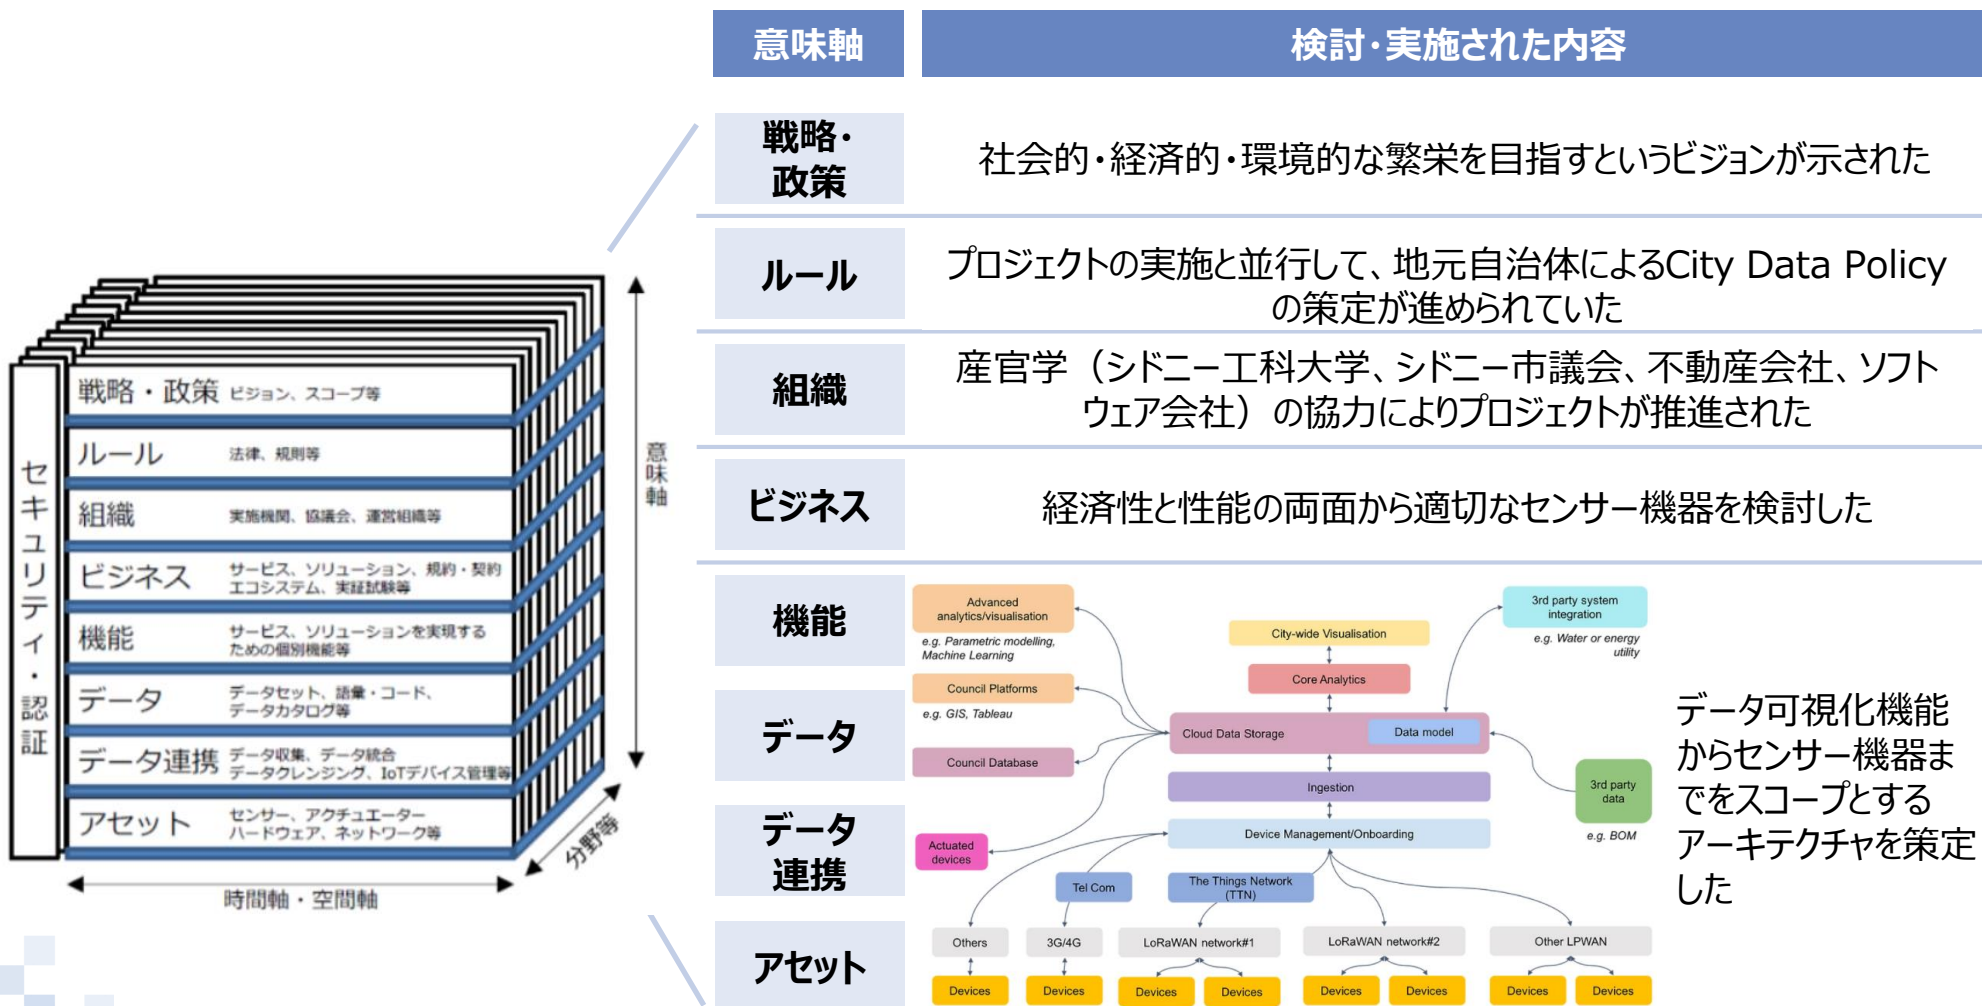 意味軸
検討・実施された内容
戦略・
政策
社会的・経済的・環境的な繁栄を目指すというビジョンが示された
ルール
プロジェクトの実施と並行して、地元自治体によるCity Data Policy
の策定が進められていた
組織
産官学（シドニー工科大学、シドニー市議会、不動産会社、ソフト
ウェア会社）の協力によりプロジェクトが推進された
ビジネス
経済性と性能の両面から適切なセンサー機器を検討した
機能
データ
データ
連携
アセット
セキュリティ・認証
戦略・政策 ビジョン、スコープ等
ルール 法律、規則等
組織 実施機関、協議会、運営組織等
ビジネス サービス、ソリューション、規約・契約
エコシステム、実証試験等
機能 サービス、ソリューションを実現する
ための個別機能等
データ データセット、語彙・コード、
データカタログ等
データ連携 データ収集、データ統合
データクレンジング、IoTデバイス管理等
アセット センサー、アクチュエーター
ハードウェア、ネットワーク等
意味軸
分野等
時間軸・空間軸
Advanced
analytics/visualisation
e.g. Parametric modelling,
Machine Learning
Council Platforms
e.g. GIS, Tableau
Council Database
Actuated
devices
City-wide Visualisation
Core Analytics
Cloud Data Storage
Data model
Ingestion
Device Management/Onboarding
3rd party system
integration
e.g. Water or energy
utility
3rd party
data
e.g. BOM
Tel Com
The Things Network
(TTN)
Others
3G/4G
LoRaWAN network#1
LoRaWAN network#2
Other LPWAN
Devices
Devices
Devices
Devices
Devices
Devices
Devices
Devices
データ可視化機能
からセンサー機器ま
でをスコープとする
アーキテクチャを策定
した